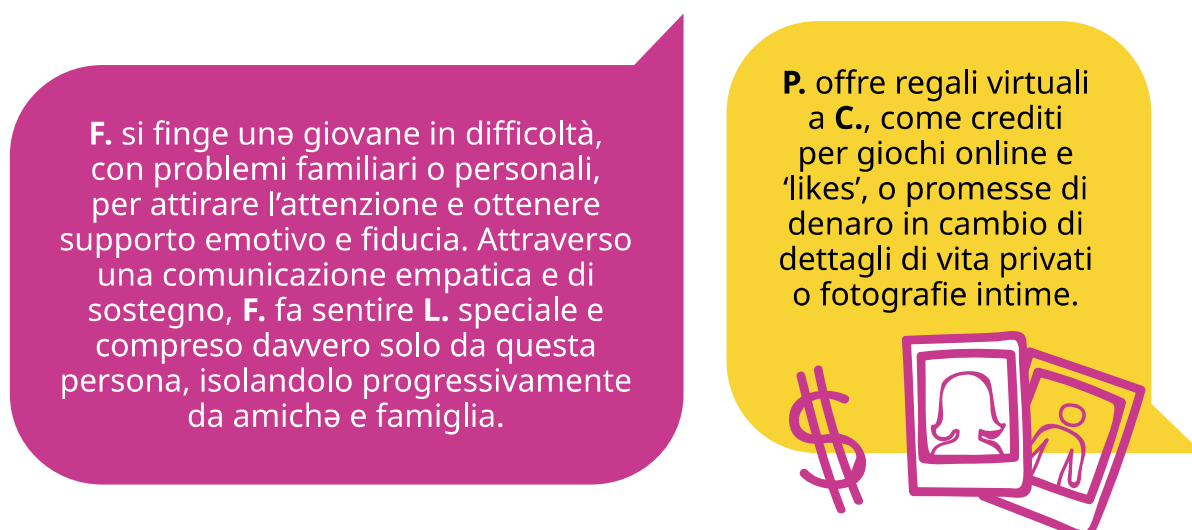 F. si finge unə giovane in difficoltà,
con problemi familiari o personali,
per attirare l’attenzione e ottenere
supporto emotivo e fiducia. Attraverso
una comunicazione empatica e di
sostegno, F. fa sentire L. speciale e
compreso davvero solo da questa
persona, isolandolo progressivamente
da amichə e famiglia.
P. offre regali virtuali
a C., come crediti
per giochi online e
‘likes’, o promesse di
denaro in cambio di
dettagli di vita privati
o fotografie intime.